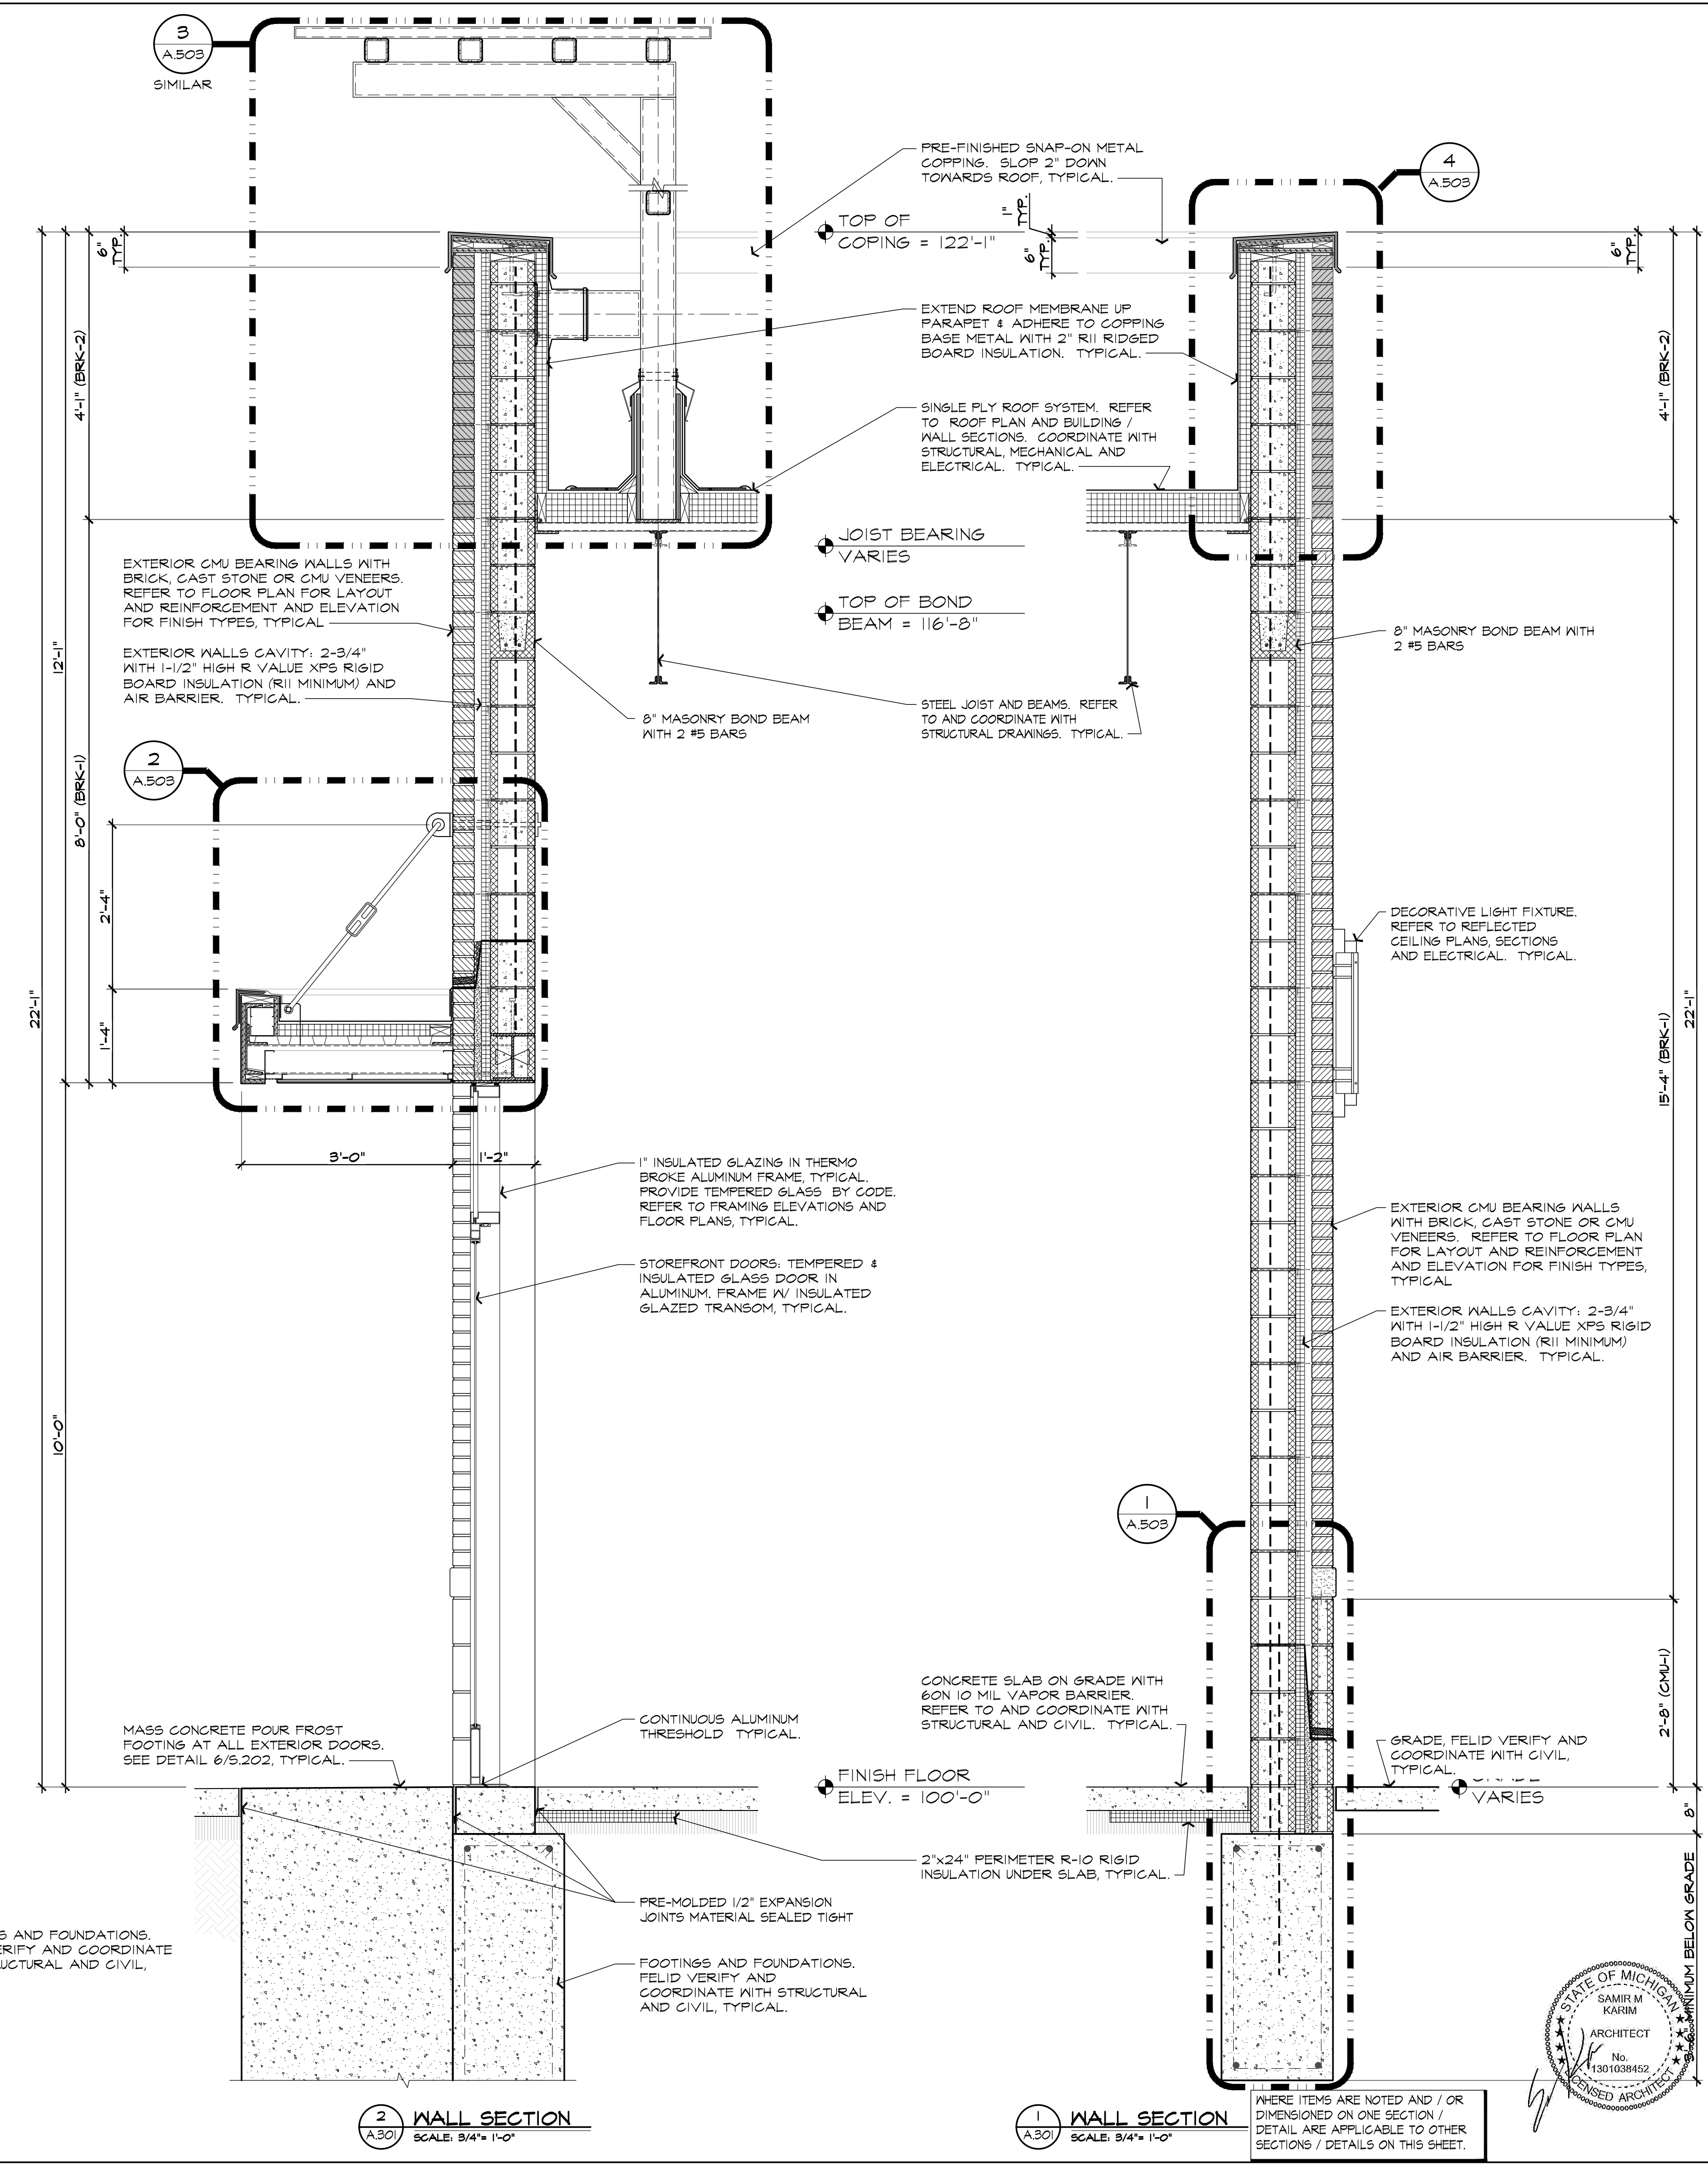 3
A.503
SIMILAR
PRE-FINISHED SNAP-ON METAL
COPPING. SLOP 2" DOWN
TOWARDS ROOF, TYPICAL.
4
A.503
TOP OF
COPING = 122'-1"
1"
TYP.
6"
TYP.
6"
TYP.
6"
TYP.
EXTEND ROOF MEMBRANE UP
PARAPET & ADHERE TO COPPING
BASE METAL WITH 2" R11 RIDGED
BOARD INSULATION. TYPICAL.
4'-1" (BRK-2)
4'-1" (BRK-2)
SINGLE PLY ROOF SYSTEM. REFER
TO ROOF PLAN AND BUILDING /
WALL SECTIONS. COORDINATE WITH
STRUCTURAL, MECHANICAL AND
ELECTRICAL. TYPICAL.
JOIST BEARING
VARIES
TOP OF BOND
BEAM = 116'-8"
EXTERIOR CMU BEARING WALLS WITH
BRICK, CAST STONE OR CMU VENEERS.
REFER TO FLOOR PLAN FOR LAYOUT
AND REINFORCEMENT AND ELEVATION
FOR FINISH TYPES, TYPICAL
EXTERIOR WALLS CAVITY: 2-3/4"
WITH 1-1/2" HIGH R VALUE XPS RIGID
BOARD INSULATION (R11 MINIMUM) AND
AIR BARRIER. TYPICAL.
8" MASONRY BOND BEAM WITH
2 #5 BARS
8" MASONRY BOND BEAM
WITH 2 #5 BARS
STEEL JOIST AND BEAMS. REFER
TO AND COORDINATE WITH
STRUCTURAL DRAWINGS. TYPICAL.
12'-1"
8'-0" (BRK-1)
2
A.503
2'-4"
1'-4"
22'-1"
DECORATIVE LIGHT FIXTURE.
REFER TO REFLECTED
CEILING PLANS, SECTIONS
AND ELECTRICAL. TYPICAL.
22'-1"
15'-4" (BRK-1)
3'-0"
1'-2"
1" INSULATED GLAZING IN THERMO
BROKE ALUMINUM FRAME, TYPICAL.
PROVIDE TEMPERED GLASS BY CODE.
REFER TO FRAMING ELEVATIONS AND
FLOOR PLANS, TYPICAL.
STOREFRONT DOORS: TEMPERED &
INSULATED GLASS DOOR IN
ALUMINUM. FRAME W/ INSULATED
GLAZED TRANSOM, TYPICAL.
EXTERIOR CMU BEARING WALLS
WITH BRICK, CAST STONE OR CMU
VENEERS. REFER TO FLOOR PLAN
FOR LAYOUT AND REINFORCEMENT
AND ELEVATION FOR FINISH TYPES,
TYPICAL
EXTERIOR WALLS CAVITY: 2-3/4"
WITH 1-1/2" HIGH R VALUE XPS RIGID
BOARD INSULATION (R11 MINIMUM)
AND AIR BARRIER. TYPICAL.
10'-0"
1
A.503
MASS CONCRETE POUR FROST
FOOTING AT ALL EXTERIOR DOORS.
SEE DETAIL 6/S.202, TYPICAL.
CONTINUOUS ALUMINUM
THRESHOLD TYPICAL.
CONCRETE SLAB ON GRADE WITH
6ON 10 MIL VAPOR BARRIER.
REFER TO AND COORDINATE WITH
STRUCTURAL AND CIVIL. TYPICAL.
2'-8" (CMU-1)
GRADE, FELID VERIFY AND
COORDINATE WITH CIVIL,
TYPICAL.
VARIES
FINISH FLOOR
ELEV. = 100'-0"
8"
2"x24" PERIMETER R-10 RIGID
INSULATION UNDER SLAB, TYPICAL.
PRE-MOLDED 1/2" EXPANSION
JOINTS MATERIAL SEALED TIGHT
S AND FOUNDATIONS.
ERIFY AND COORDINATE
UCTURAL AND CIVIL,
FOOTINGS AND FOUNDATIONS.
FELID VERIFY AND
COORDINATE WITH STRUCTURAL
AND CIVIL, TYPICAL.
MINIMUM BELOW GRADE
STATE OF MICHIGAN
SAMIR M
KARIM
ARCHITECT
No.
1301038452
LICENSED ARCHITECT
2
A.301
WALL SECTION
SCALE: 3/4"= 1'-0"
1
A.301
WALL SECTION
SCALE: 3/4"= 1'-0"
WHERE ITEMS ARE NOTED AND / OR
DIMENSIONED ON ONE SECTION /
DETAIL ARE APPLICABLE TO OTHER
SECTIONS / DETAILS ON THIS SHEET.